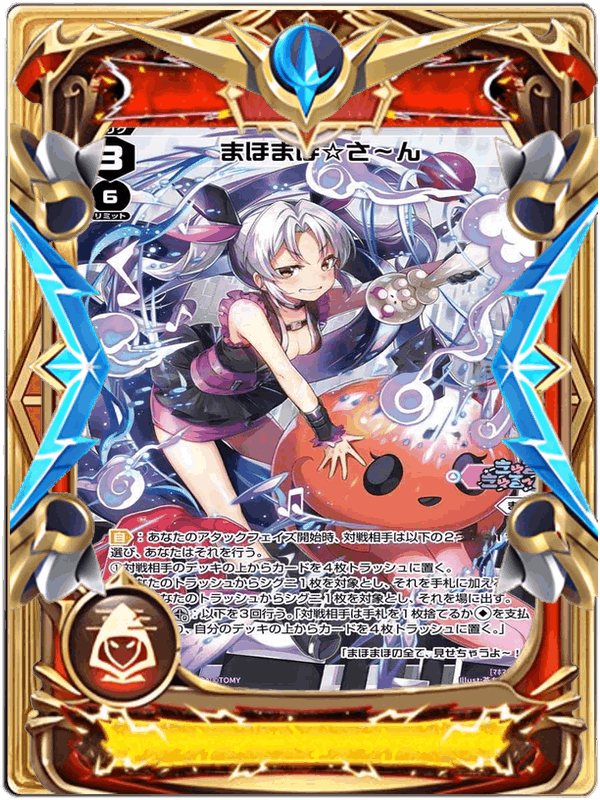 3
6
リミット
まほまほ☆さ~ん
きゅる
きゅるっ
自:あなたのアタックフェイズ開始時、対戦相手は以下の2つ
選び、あなたはそれを行う。
①対戦相手のデッキの上からカードを4枚トラッシュに置く。
なたのトラッシュからシグニ1枚を対象とし、それを手札に加える
あなたのトラッシュからシグニ1枚を対象とし、それを場に出す。
:以下を3回行う。「対戦相手は手札を1枚捨てるか◆を支払
、自分のデッキの上からカードを4枚トラッシュに置く。」
「まほまほの全て、見せちゃうよ~!
TOMY
Illust